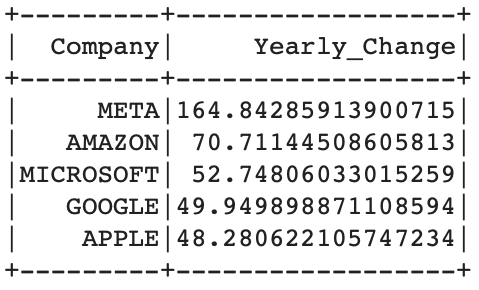 +---------+------------------+
|  Company|     Yearly_Change|
+---------+------------------+
|     META|164.84285913900715|
|   AMAZON| 70.71144508605813|
|MICROSOFT| 52.74806033015259|
|   GOOGLE|49.949898871108594|
|    APPLE|48.280622105747234|
+---------+------------------+